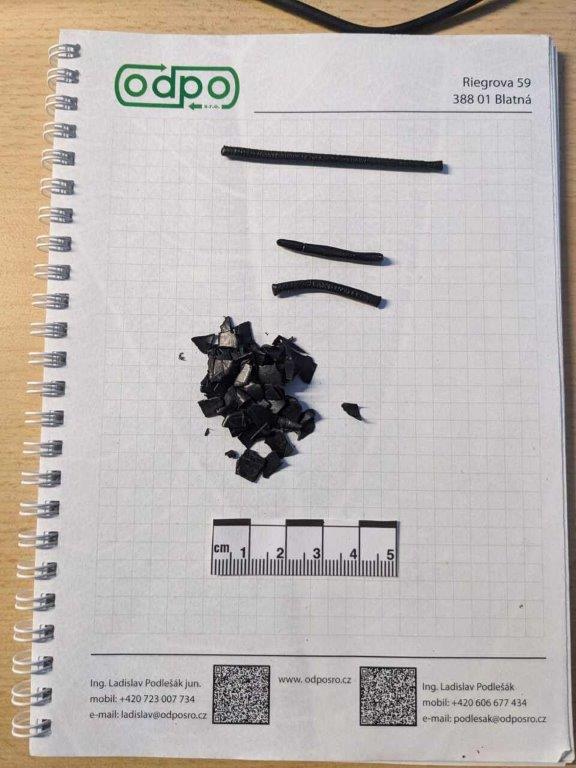 odpo
s.r.o.
Riegrova 59
388 01 Blatná
cm 1 2 3 4 5
Ing. Ladislav Podlešák jun.
mobil: +420 723 007 734
e-mail: ladislav@odposro.cz
www. odposro.cz
Ing. Ladislav Podlešák
mobil: +420 606 677 434
e-mail: podlesak@odposro.cz